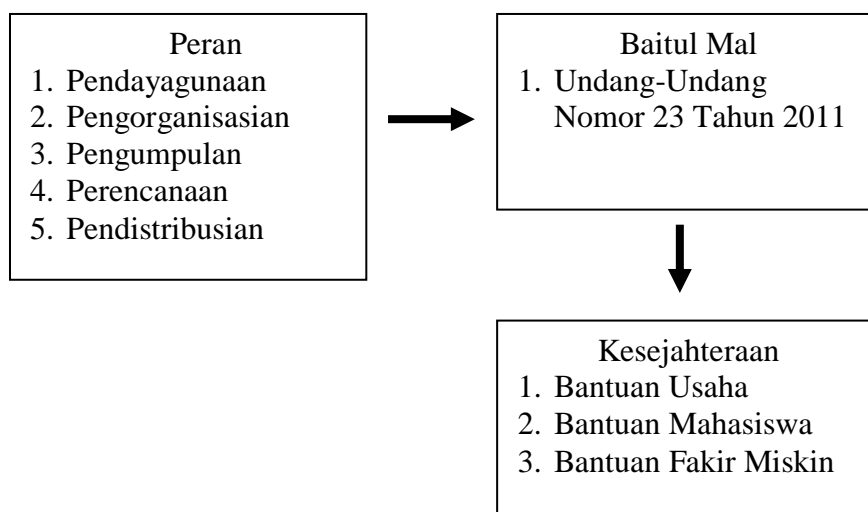 Peran
1. Pendayagunaan
2. Pengorganisasian
3. Pengumpulan
4. Perencanaan
5. Pendistribusian
Baitul Mal
1. Undang-Undang
Nomor 23 Tahun 2011
Kesejahteraan
1. Bantuan Usaha
2. Bantuan Mahasiswa
3. Bantuan Fakir Miskin